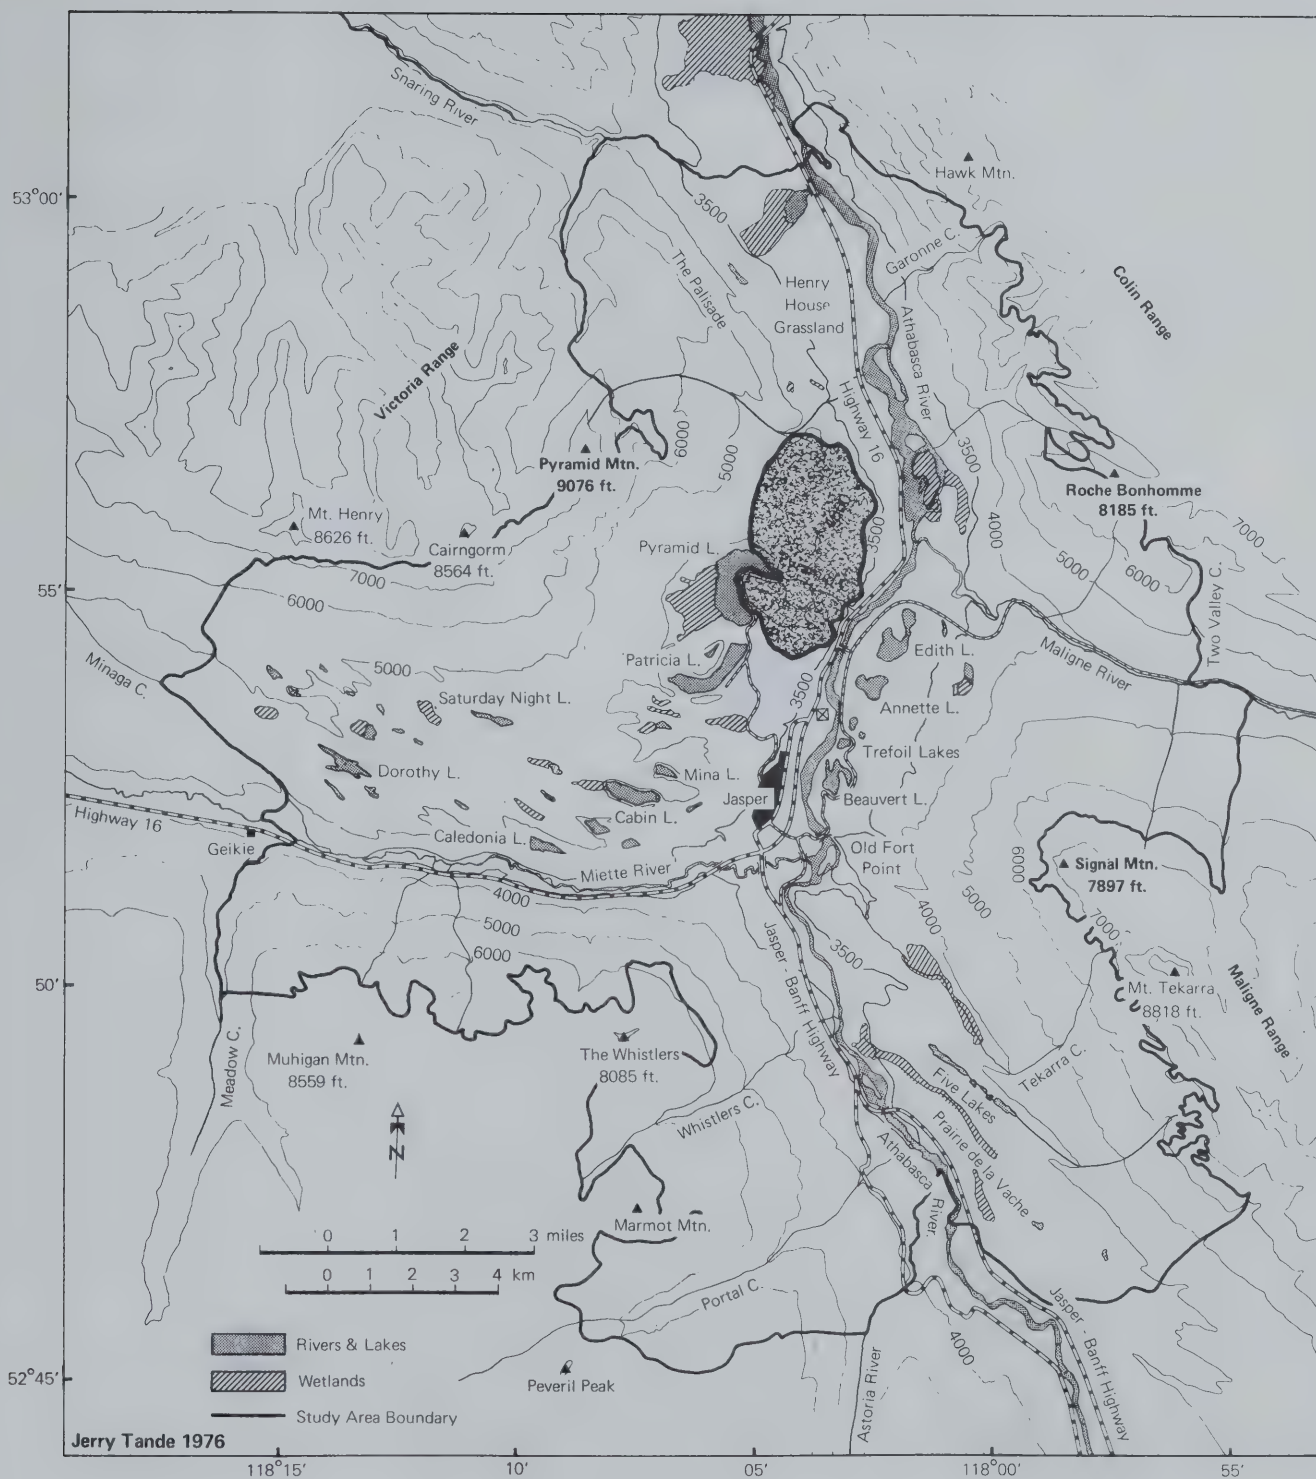 Snaring River
53°00'
Hawk Mtn.
3500
Garonne C.
The Palisade
Henry
House
Grassland
Colin Range
Athabasca River
Victoria Range
Highway 16
6000
5000
3500
Pyramid Mtn.
9076 ft.
Roche Bonhomme
8185 ft.
Mt. Henry
8626 ft.
4000
7000
3500
Cairngorm
8564 ft.
Pyramid L.
5000
6000
7000
55'
6000
Two Valley C.
Minaga C.
5000
Patricia L.
Edith L.
Maligne River
Saturday Night L.
3500
Annette L.
Trefoil Lakes
Dorothy L.
Mina L.
Jasper
Beauvert L.
Highway 16
Cabin L.
Geikie
Caledonia L.
Old Fort
Point
Miette River
6000
Signal Mtn.
7897 ft.
4000
5000
4000
5000
6000
7000
Jasper - Banff Highway
3500
50'
Mt. Tekarra
8818 ft.
Maligne Range
Muhigan Mtn.
8559 ft.
The Whistlers
8085 ft.
Meadow C.
Five Lakes
Tekarra C.
Whistlers C.
Prairie de la Vache
Athabasca
River
N
Marmot Mtn.
0 1 2 3 miles
0 1 2 3 4 km
Portal C.
Jasper - Banff Highway
4000
Rivers & Lakes
52°45'
Wetlands
Peveril Peak
Astoria River
Study Area Boundary
Jerry Tande 1976
118°15' 10' 05' 118°00' 55'